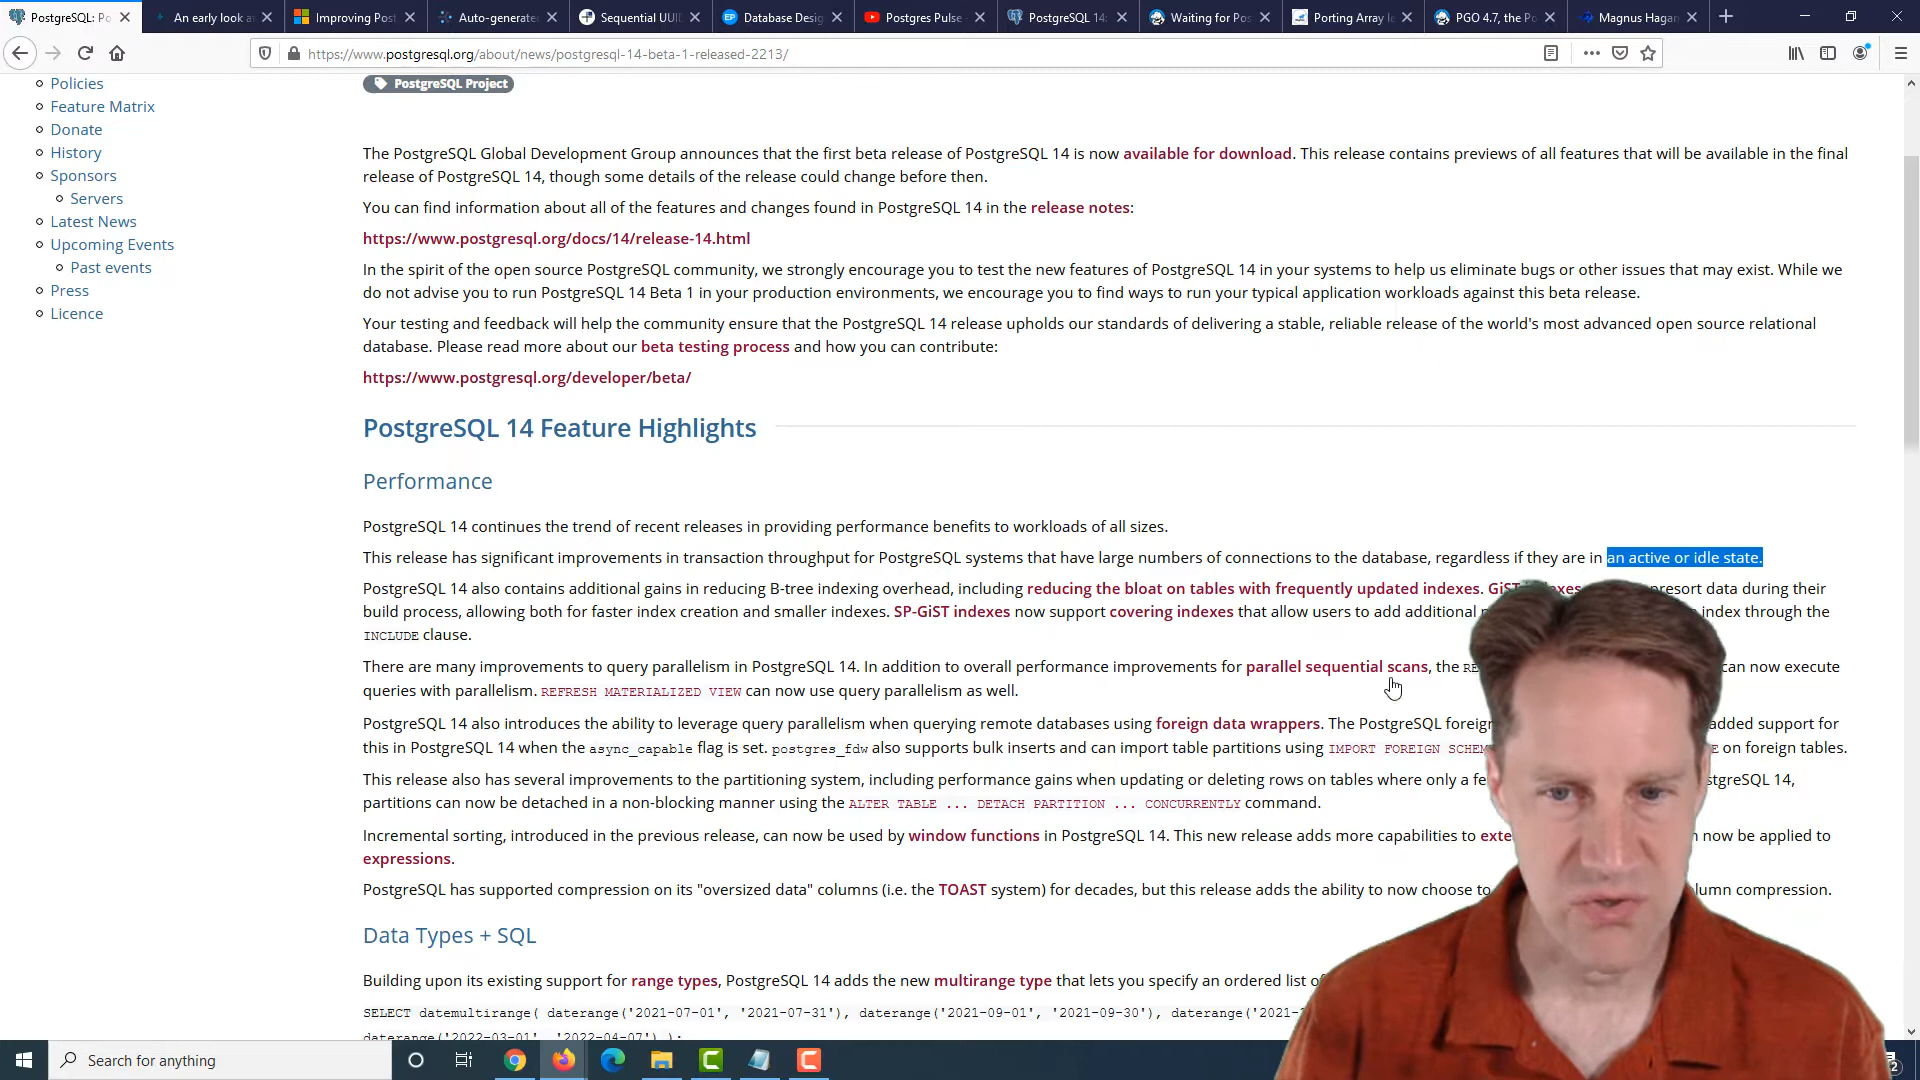 PostgreSQL: Po
An early look a
Improving Post
Auto-generated
Sequential UUID
Database Desig
Postgres Pulse
PostgreSQL 14:
Waiting for Pos
Porting Array le
PGO 4.7, the Po
Magnus Hagan
https://www.postgresql.org/about/news/postgresql-14-beta-1-released-2213/
Policies
Feature Matrix
Donate
History
Sponsors
Servers
Latest News
Upcoming Events
Past events
Press
Licence
PostgreSQL Project
The PostgreSQL Global Development Group announces that the first beta release of PostgreSQL 14 is now available for download. This release contains previews of all features that will be available in the final
release of PostgreSQL 14, though some details of the release could change before then.
You can find information about all of the features and changes found in PostgreSQL 14 in the release notes:
https://www.postgresql.org/docs/14/release-14.html
In the spirit of the open source PostgreSQL community, we strongly encourage you to test the new features of PostgreSQL 14 in your systems to help us eliminate bugs or other issues that may exist. While we
do not advise you to run PostgreSQL 14 Beta 1 in your production environments, we encourage you to find ways to run your typical application workloads against this beta release.
Your testing and feedback will help the community ensure that the PostgreSQL 14 release upholds our standards of delivering a stable, reliable release of the world's most advanced open source relational
database. Please read more about our beta testing process and how you can contribute:
https://www.postgresql.org/developer/beta/
PostgreSQL 14 Feature Highlights
Performance
PostgreSQL 14 continues the trend of recent releases in providing performance benefits to workloads of all sizes.
This release has significant improvements in transaction throughput for PostgreSQL systems that have large numbers of connections to the database, regardless if they are in an active or idle state.
PostgreSQL 14 also contains additional gains in reducing B-tree indexing overhead, including reducing the bloat on tables with frequently updated indexes. GiST presort data during their
build process, allowing both for faster index creation and smaller indexes. SP-GiST indexes now support covering indexes that allow users to add additional index through the
INCLUDE clause.
There are many improvements to query parallelism in PostgreSQL 14. In addition to overall performance improvements for parallel sequential scans, the can now execute
queries with parallelism. REFRESH MATERIALIZED VIEW can now use query parallelism as well.
PostgreSQL 14 also introduces the ability to leverage query parallelism when querying remote databases using foreign data wrappers. The PostgreSQL added support for
this in PostgreSQL 14 when the async_capable flag is set. postgres_fdw also supports bulk inserts and can import table partitions using IMPORT FOREIGN on foreign tables.
This release also has several improvements to the partitioning system, including performance gains when updating or deleting rows on tables where only a 14,
partitions can now be detached in a non-blocking manner using the ALTER TABLE ... DETACH PARTITION ... CONCURRENTLY command.
Incremental sorting, introduced in the previous release, can now be used by window functions in PostgreSQL 14. This new release adds more capabilities to now be applied to
expressions.
PostgreSQL has supported compression on its "oversized data" columns (i.e. the TOAST system) for decades, but this release adds the ability to now choose to compression.
Data Types + SQL
Building upon its existing support for range types, PostgreSQL 14 adds the new multirange type that lets you specify an ordered list
SELECT datemultirange( daterange('2021-07-01', '2021-07-31'), daterange('2021-09-01', '2021-09-30'), daterange('2021-
daterange('2022-03-01', '2022-04-07') );
Search for anything